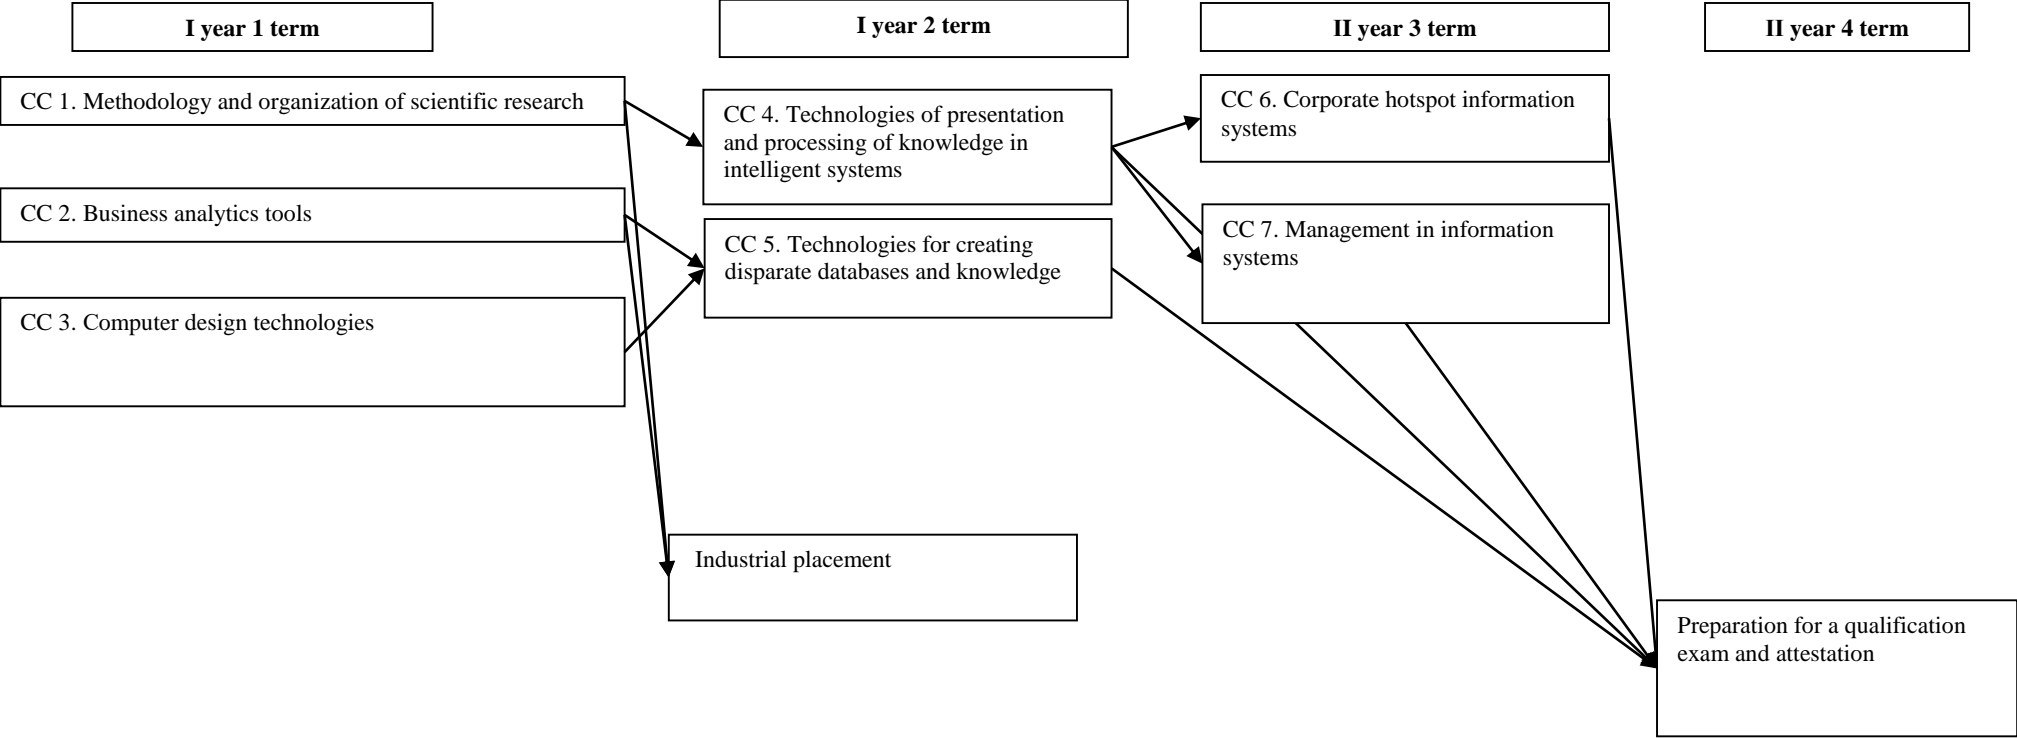 I year 1 term
I year 2 term
II year 3 term
II year 4 term
CC 1. Methodology and organization of scientific research
CC 2. Business analytics tools
CC 3. Computer design technologies
CC 4. Technologies of presentation
and processing of knowledge in
intelligent systems
CC 5. Technologies for creating
disparate databases and knowledge
Industrial placement
CC 6. Corporate hotspot information
systems
CC 7. Management in information
systems
Preparation for a qualification
exam and attestation